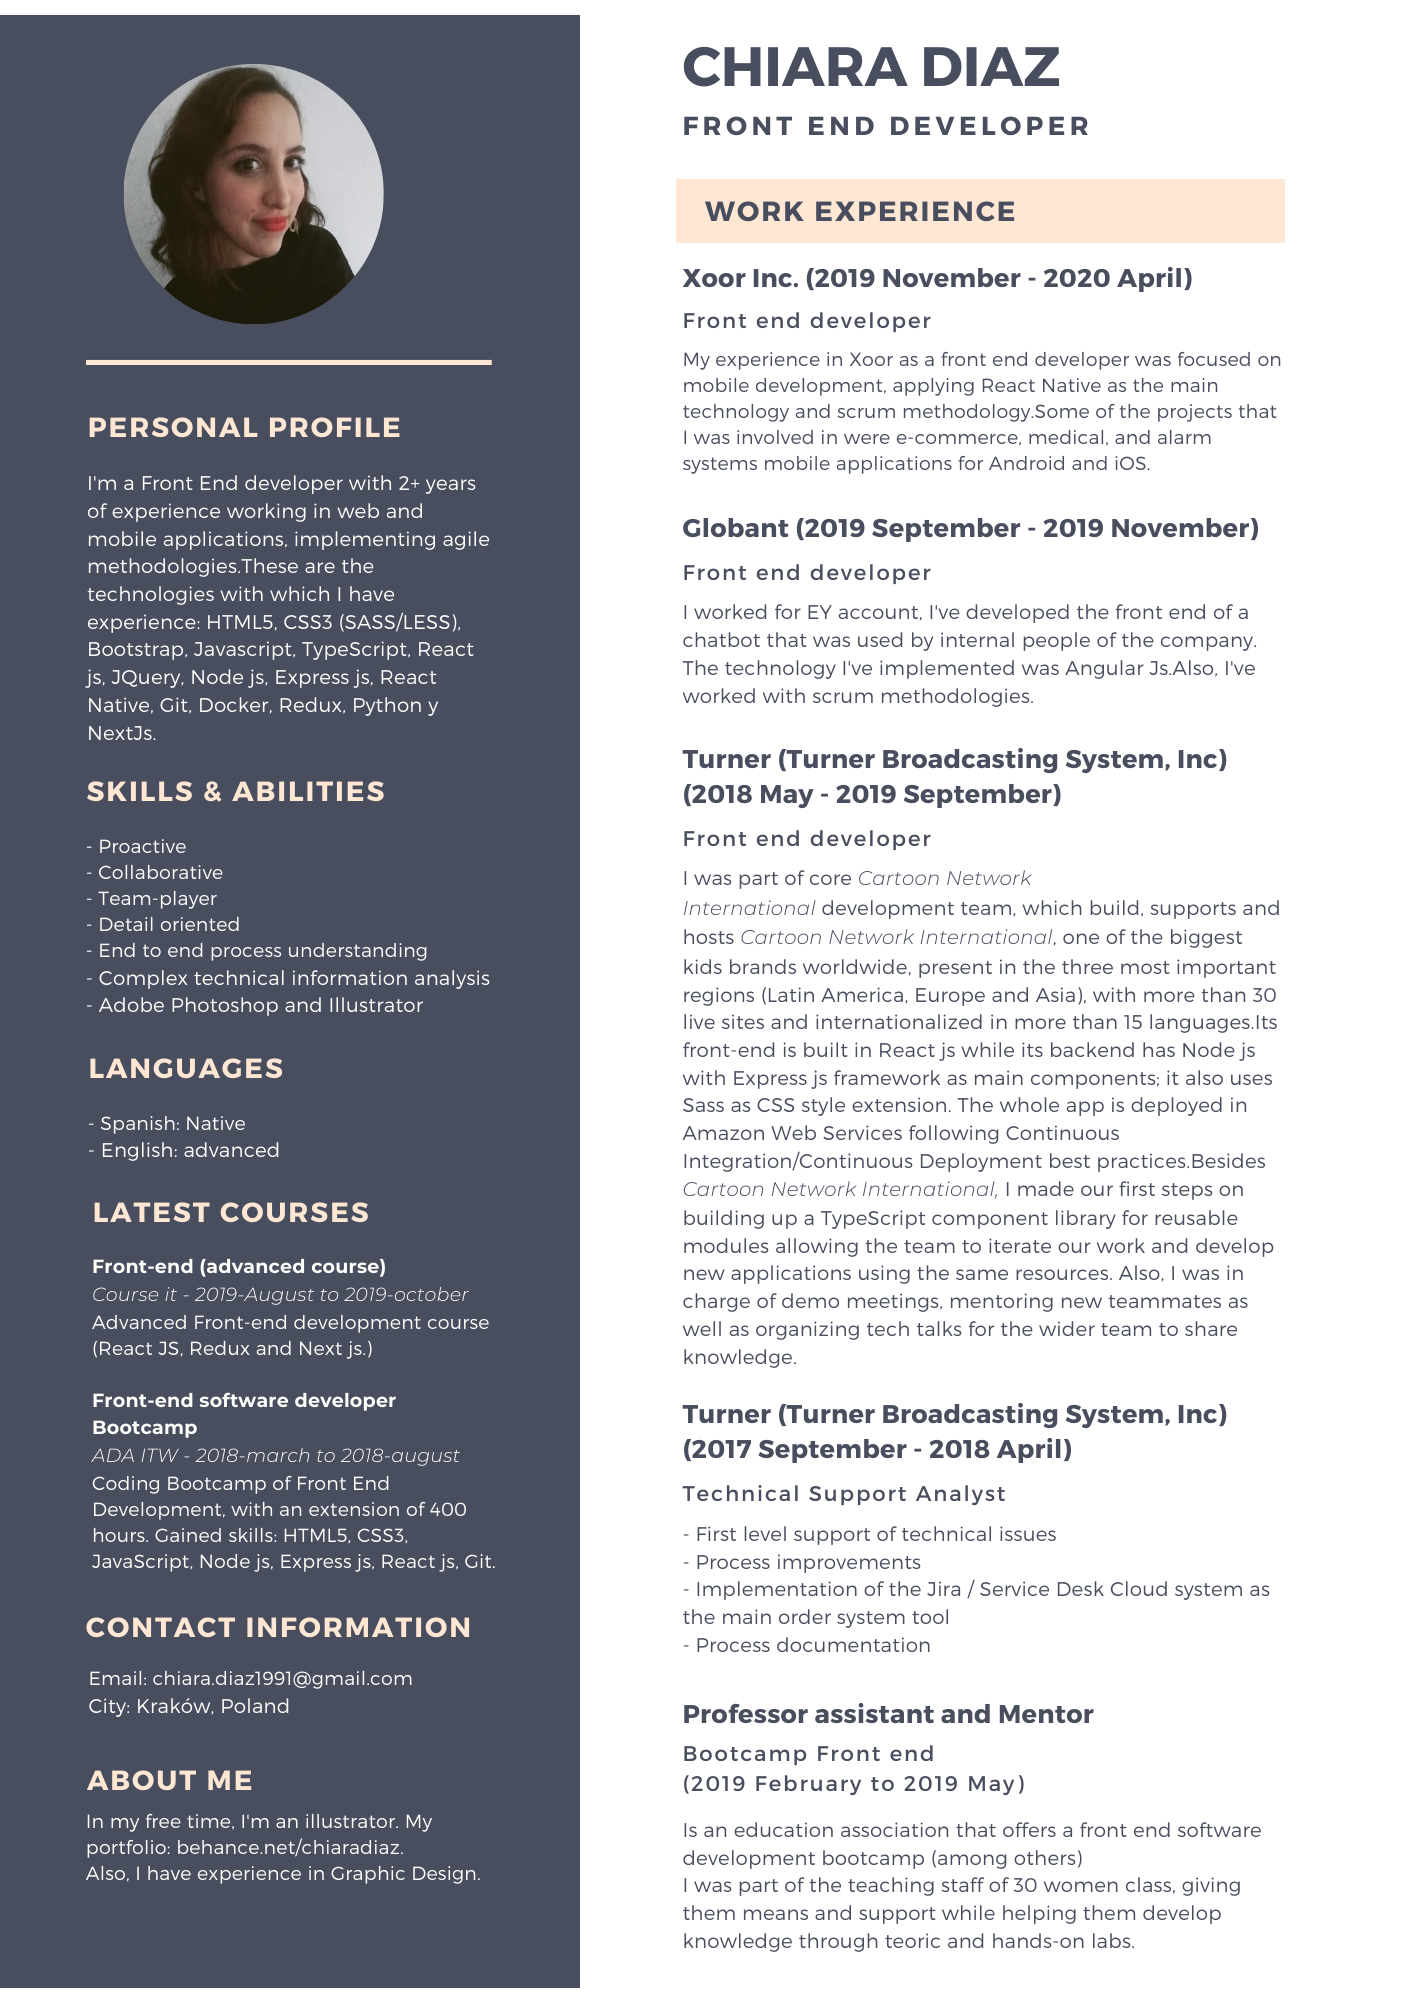 PERSONAL PROFILE
I'm a Front End developer with 2+ years
of experience working in web and
mobile applications, implementing agile
methodologies.These are the
technologies with which I have
experience: HTML5, CSS3 (SASS/LESS),
Bootstrap, Javascript, TypeScript, React
js, JQuery, Node js, Express js, React
Native, Git, Docker, Redux, Python y
NextJs.
SKILLS & ABILITIES
- Proactive
- Collaborative
- Team-player
- Detail oriented
- End to end process understanding
- Complex technical information analysis
- Adobe Photoshop and Illustrator
LANGUAGES
- Spanish: Native
- English: advanced
LATEST COURSES
Front-end (advanced course)
Course it - 2019-August to 2019-october
Advanced Front-end development course
(React JS, Redux and Next js.)
Front-end software developer
Bootcamp
ADA ITW - 2018-march to 2018-august
Coding Bootcamp of Front End
Development, with an extension of 400
hours. Gained skills: HTML5, CSS3,
JavaScript, Node js, Express js, React js, Git.
CONTACT INFORMATION
Email: chiara.diaz1991@gmail.com
City: Kraków, Poland
ABOUT ME
In my free time, I'm an illustrator. My
portfolio: behance.net/chiaradiaz.
Also, I have experience in Graphic Design.
CHIARA DIAZ
FRONT END DEVELOPER
WORK EXPERIENCE
Xoor Inc. (2019 November - 2020 April)
Front end developer
My experience in Xoor as a front end developer was focused on
mobile development, applying React Native as the main
technology and scrum methodology.Some of the projects that
I was involved in were e-commerce, medical, and alarm
systems mobile applications for Android and iOS.
Globant (2019 September - 2019 November)
Front end developer
I worked for EY account, I've developed the front end of a
chatbot that was used by internal people of the company.
The technology I've implemented was Angular Js.Also, I've
worked with scrum methodologies.
Turner (Turner Broadcasting System, Inc)
(2018 May - 2019 September)
Front end developer
I was part of core Cartoon Network
International development team, which build, supports and
hosts Cartoon Network International, one of the biggest
kids brands worldwide, present in the three most important
regions (Latin America, Europe and Asia), with more than 30
live sites and internationalized in more than 15 languages.Its
front-end is built in React js while its backend has Node js
with Express js framework as main components; it also uses
Sass as CSS style extension. The whole app is deployed in
Amazon Web Services following Continuous
Integration/Continuous Deployment best practices.Besides
Cartoon Network International, I made our first steps on
building up a TypeScript component library for reusable
modules allowing the team to iterate our work and develop
new applications using the same resources. Also, I was in
charge of demo meetings, mentoring new teammates as
well as organizing tech talks for the wider team to share
knowledge.
Turner (Turner Broadcasting System, Inc)
(2017 September - 2018 April)
Technical Support Analyst
- First level support of technical issues
- Process improvements
- Implementation of the Jira / Service Desk Cloud system as
the main order system tool
- Process documentation
Professor assistant and Mentor
Bootcamp Front end
(2019 February to 2019 May)
Is an education association that offers a front end software
development bootcamp (among others)
I was part of the teaching staff of 30 women class, giving
them means and support while helping them develop
knowledge through teoric and hands-on labs.